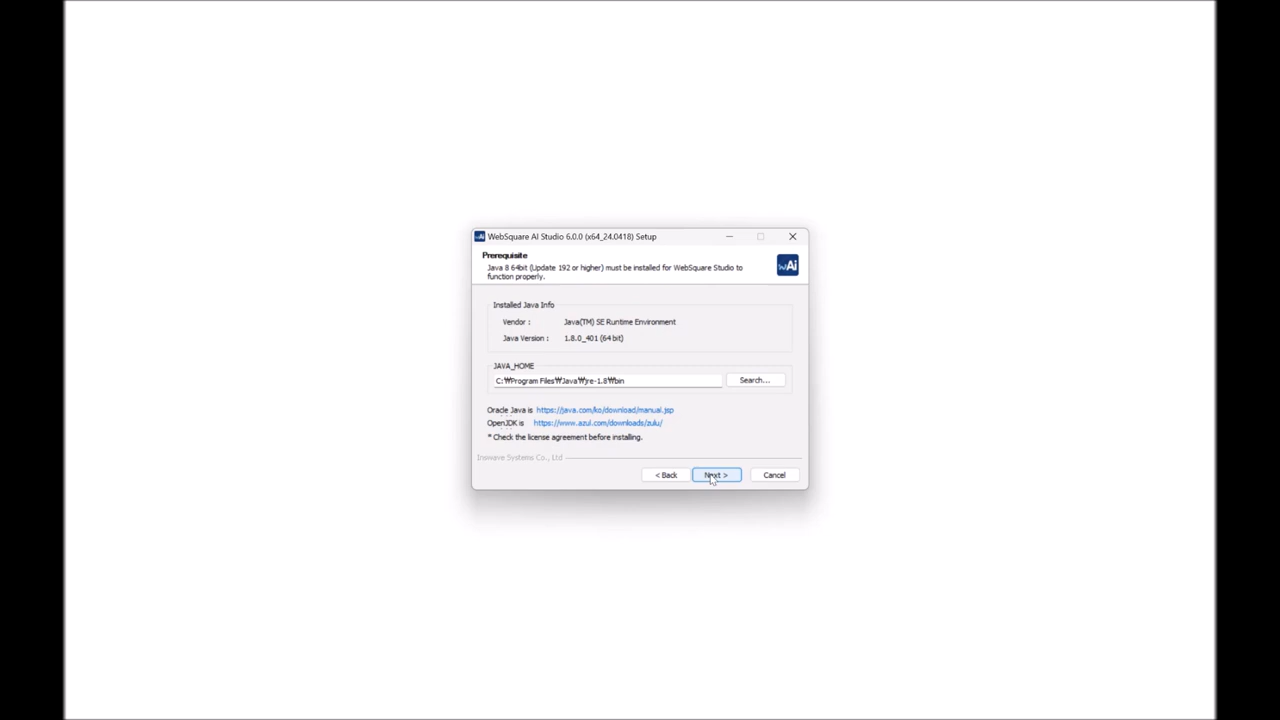 WebSquare AI Studio 6.0.0 (x64_24.0418) Setup
Prerequisite
Java 8 64bit (Update 192 or higher) must be installed for WebSquare Studio to
function properly.
wAi
Installed Java Info
Vendor : Java(TM) SE Runtime Environment
Java Version : 1.8.0_401 (64 bit)
JAVA_HOME
C:₩Program Files₩Java₩jre-1.8₩bin
Search...
Oracle Java is https://java.com/ko/download/manual.jsp
OpenJDK is https://www.azul.com/downloads/zulu/
* Check the license agreement before installing.
Inswave Systems Co., Ltd
< Back Next > Cancel